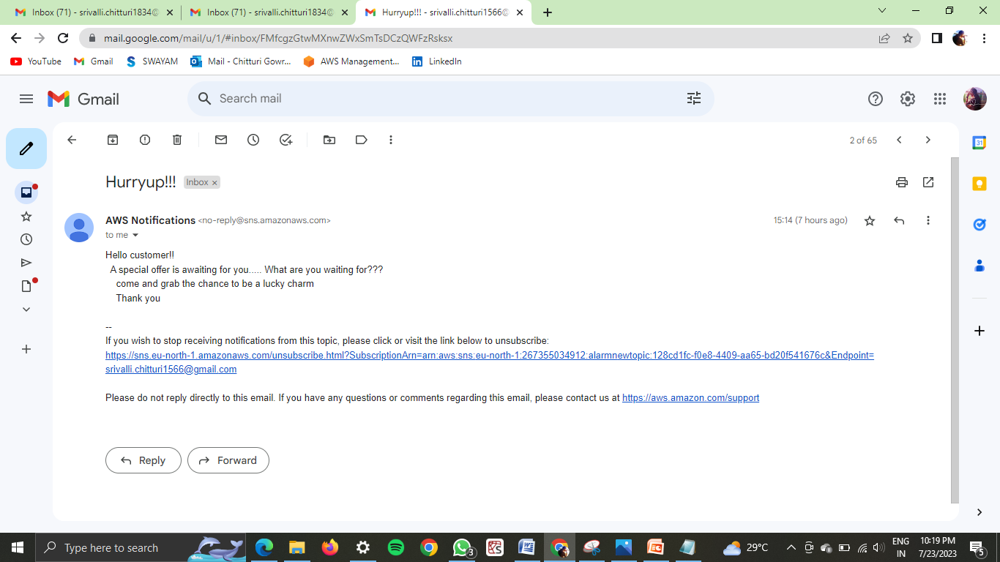 Inbox (71) - srivalli.chitturi1834@
Inbox (71) - srivalli.chitturi1834@
Hurryup!!! - srivalli.chitturi1566@
mail.google.com/mail/u/1/#inbox/FMfcgzGtwMXnwZWxSmTsDCzQWFzRsksx
YouTube
Gmail
SWAYAM
Mail - Chitturi Gowr...
AWS Management...
LinkedIn
Gmail
Search mail
2 of 65
31
Hurryup!!!
Inbox ×
AWS Notifications <no-reply@sns.amazonaws.com>
15:14 (7 hours ago)
to me
Hello customer!!
A special offer is awaiting for you..... What are you waiting for???
come and grab the chance to be a lucky charm
Thank you
--
If you wish to stop receiving notifications from this topic, please click or visit the link below to unsubscribe:
https://sns.eu-north-1.amazonaws.com/unsubscribe.html?SubscriptionArn=arn:aws:sns:eu-north-1:267355034912:alarmnewtopic:128cd1fc-f0e8-4409-aa65-bd20f541676c&Endpoint=
srivalli.chitturi1566@gmail.com
Please do not reply directly to this email. If you have any questions or comments regarding this email, please contact us at https://aws.amazon.com/support
Reply
Forward
Type here to search
3
29°C
ENG
IN
10:19 PM
7/23/2023
5